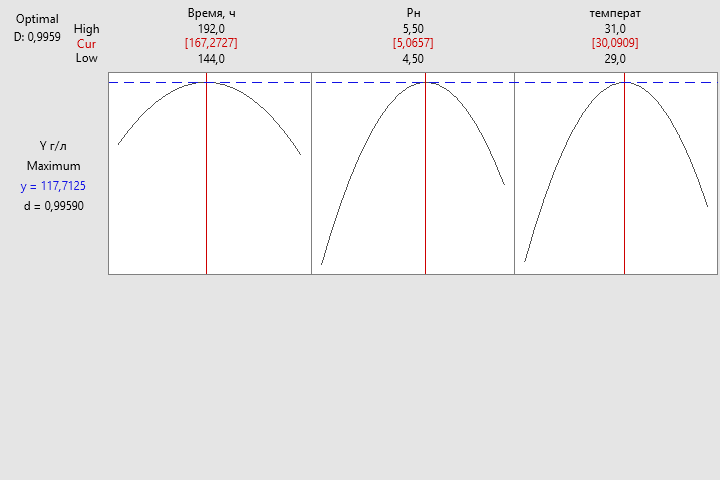 Optimal
D: 0,9959
High
Cur
Low
Время, ч
192,0
[167,2727]
144,0
Рн
5,50
[5,0657]
4,50
температ
31,0
[30,0909]
29,0
Y г/л
Maximum
y = 117,7125
d = 0,99590